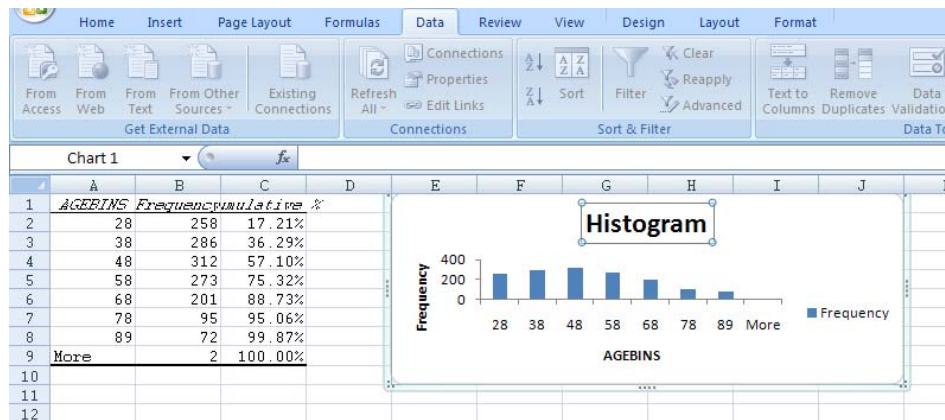 Home Insert Page Layout Formulas Data Review View Design Layout Format
From Access From Web From Text From Other Sources Existing Connections Refresh All Connections Properties Edit Links Sort Filter Clear Reapply Advanced Text to Columns Remove Duplicates Data
Get External Data Connections Sort & Filter
Chart 1 fx
A B C D E F G H I J
1 AGEBINS Frequency umulative %
2 28 258 17.21%
3 38 286 36.29%
4 48 312 57.10%
5 58 273 75.32%
6 68 201 88.73%
7 78 95 95.06%
8 89 72 99.87%
9 More 2 100.00%
10
11
12
Histogram
Frequency
400
200
0
28 38 48 58 68 78 89 More
Frequency
AGEBINS